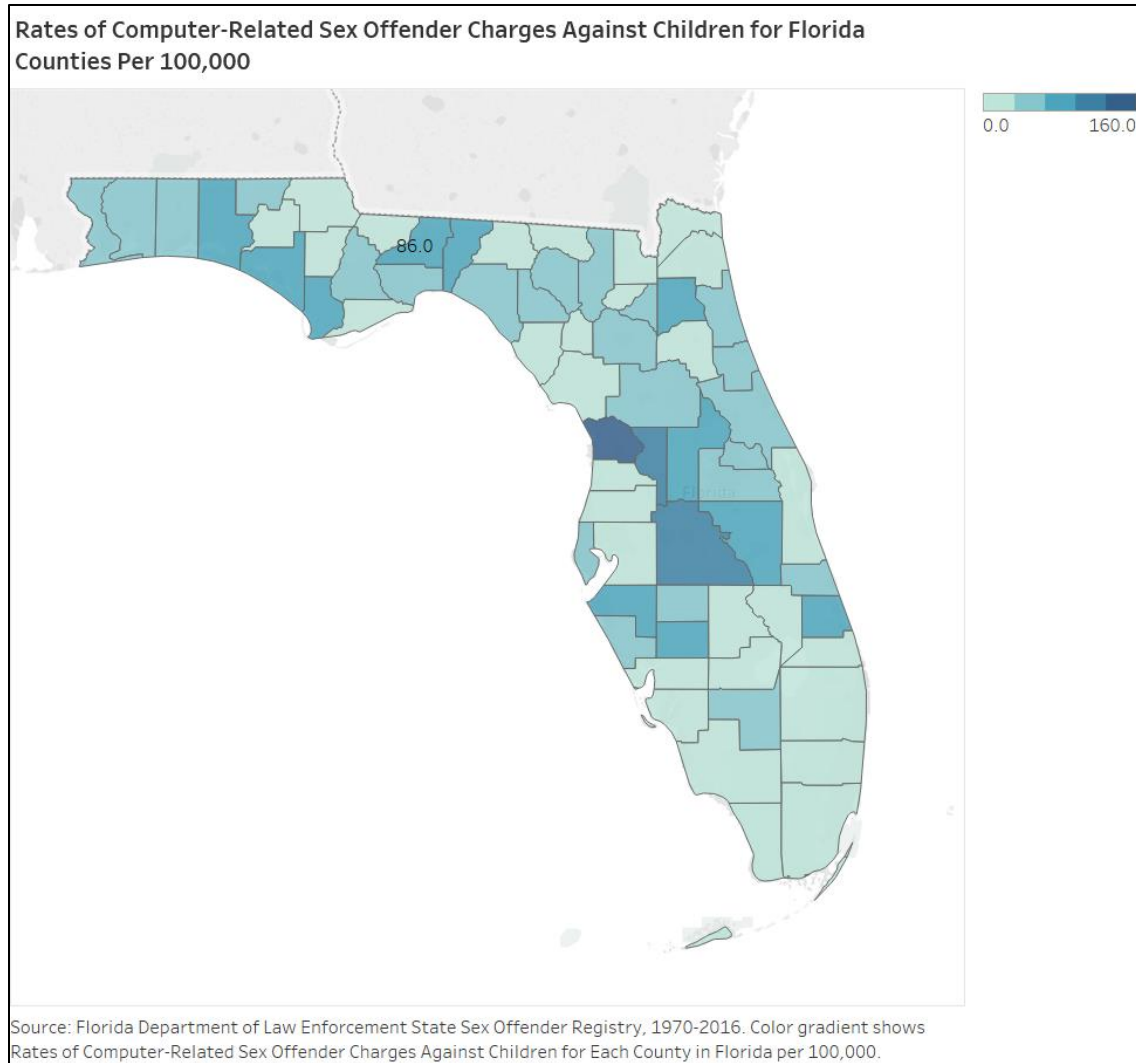 Rates of Computer-Related Sex Offender Charges Against Children for Florida
Counties Per 100,000
0.0 160.0
86.0
Florida
Source: Florida Department of Law Enforcement State Sex Offender Registry, 1970-2016. Color gradient shows
Rates of Computer-Related Sex Offender Charges Against Children for Each County in Florida per 100,000.